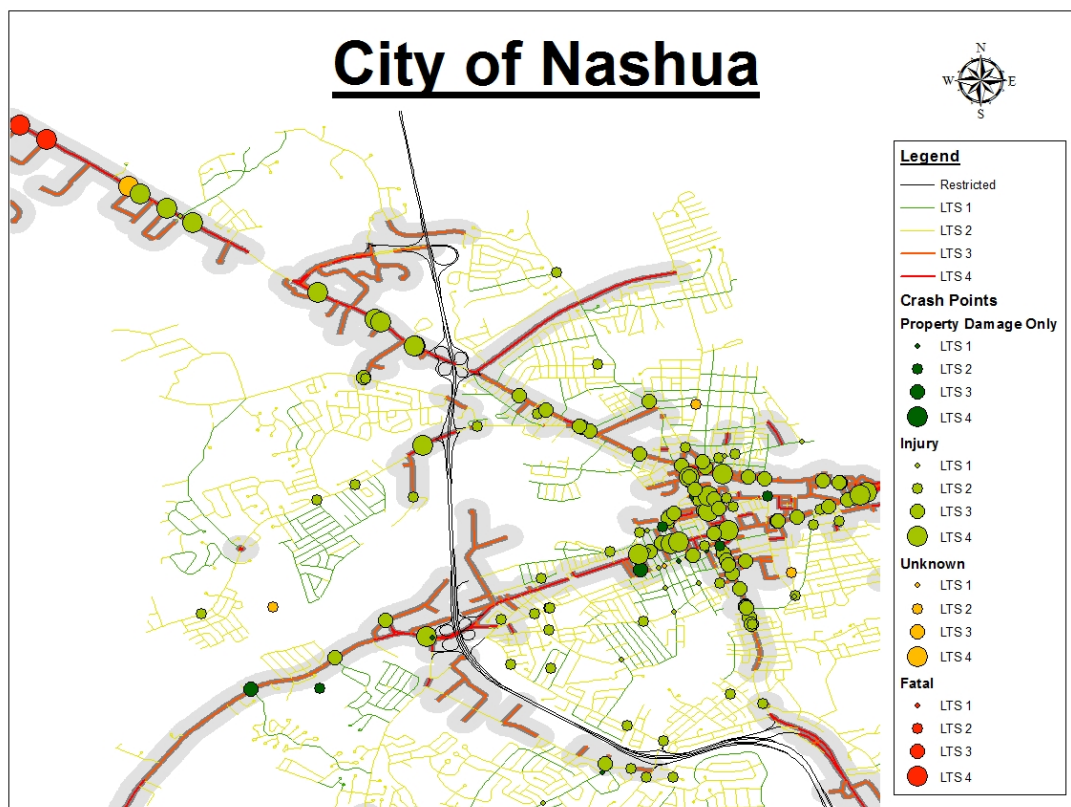 City of Nashua
N
W E
S
Legend
Restricted
LTS 1
LTS 2
LTS 3
LTS 4
Crash Points
Property Damage Only
LTS 1
LTS 2
LTS 3
LTS 4
Injury
LTS 1
LTS 2
LTS 3
LTS 4
Unknown
LTS 1
LTS 2
LTS 3
LTS 4
Fatal
LTS 1
LTS 2
LTS 3
LTS 4